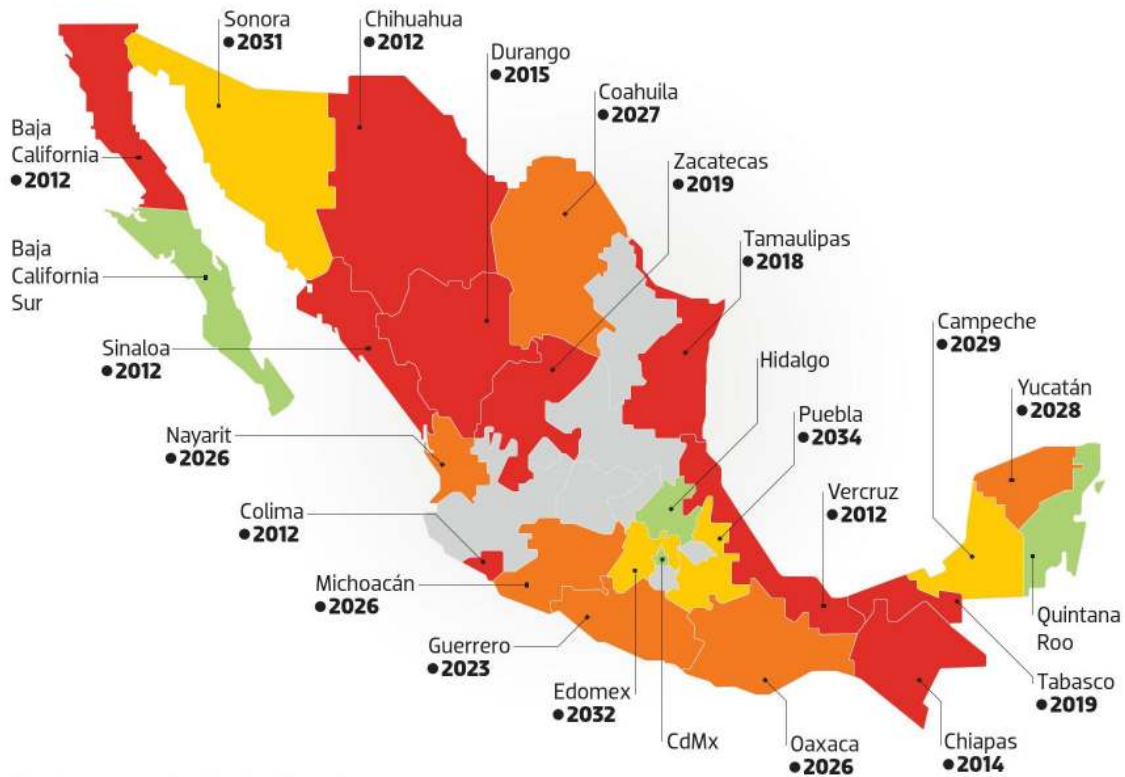 Sonora
● 2031
Chihuahua
● 2012
Durango
● 2015
Coahuila
● 2027
Zacatecas
● 2019
Baja
California
● 2012
Tamaulipas
● 2018
Baja
California
Sur
Campeche
● 2029
Sinaloa
● 2012
Hidalgo
Yucatán
● 2028
Puebla
● 2034
Nayarit
● 2026
Vercruz
● 2012
Colima
● 2012
Michoacán
● 2026
Quintana
Roo
Guerrero
● 2023
Tabasco
● 2019
Edomex
● 2032
CdMx
Oaxaca
● 2026
Chiapas
● 2014